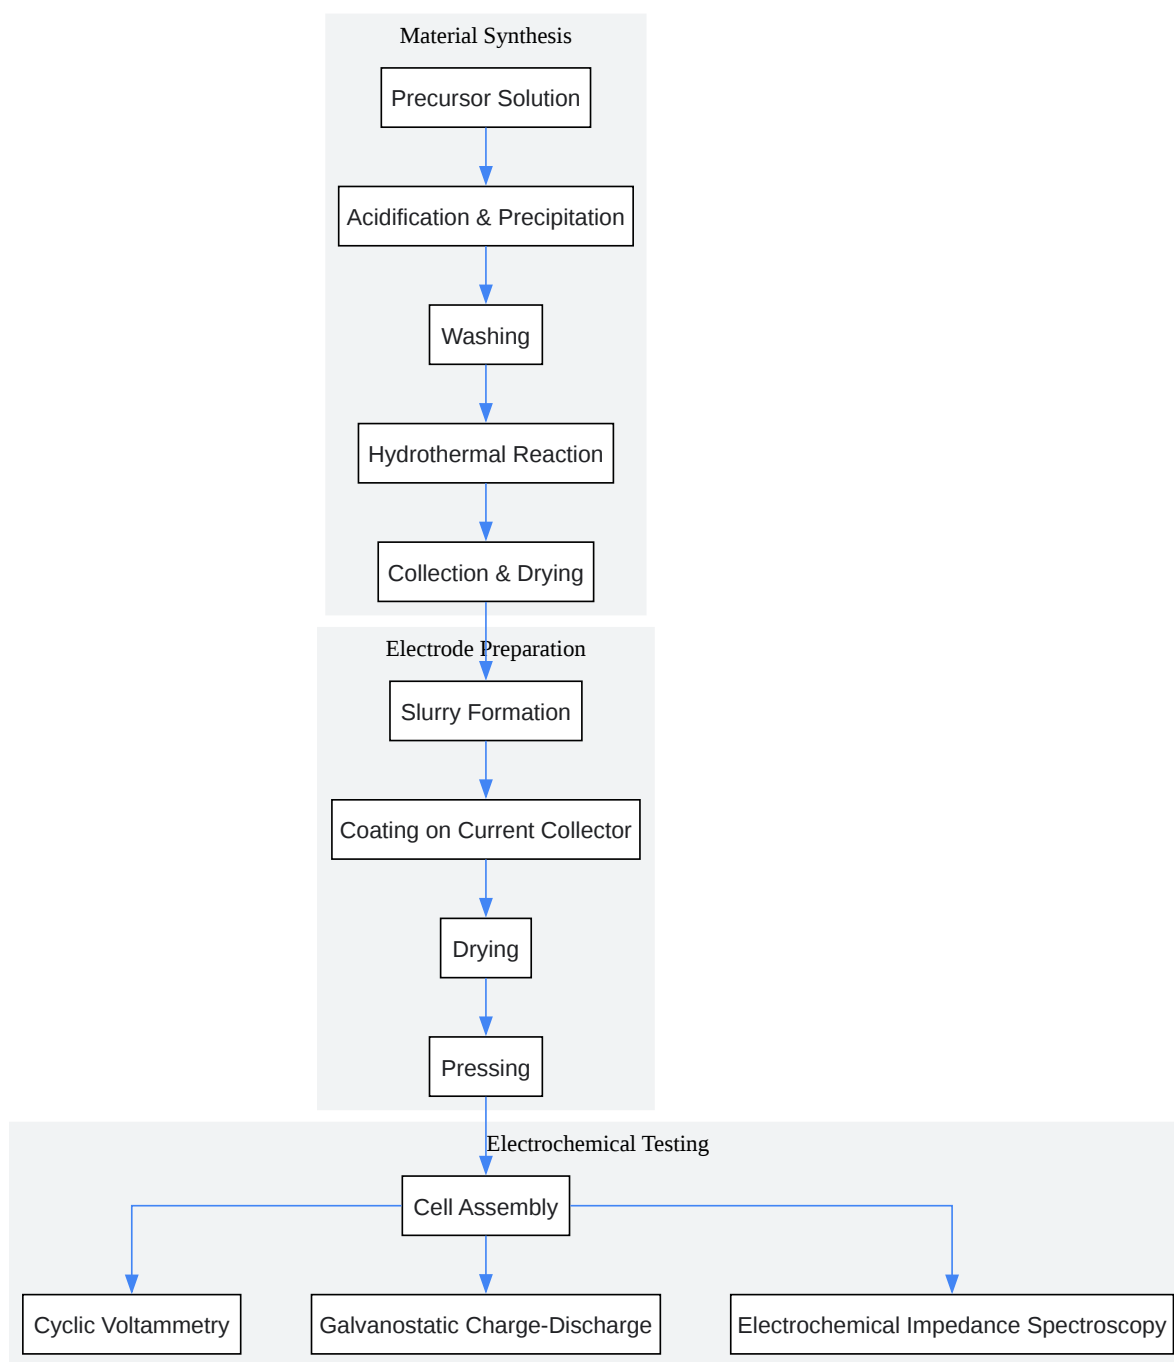 Material Synthesis
Precursor Solution
Acidification & Precipitation
Washing
Hydrothermal Reaction
Collection & Drying
Electrode Preparation
Slurry Formation
Coating on Current Collector
Drying
Pressing
Electrochemical Testing
Cell Assembly
Cyclic Voltammetry
Galvanostatic Charge-Discharge
Electrochemical Impedance Spectroscopy